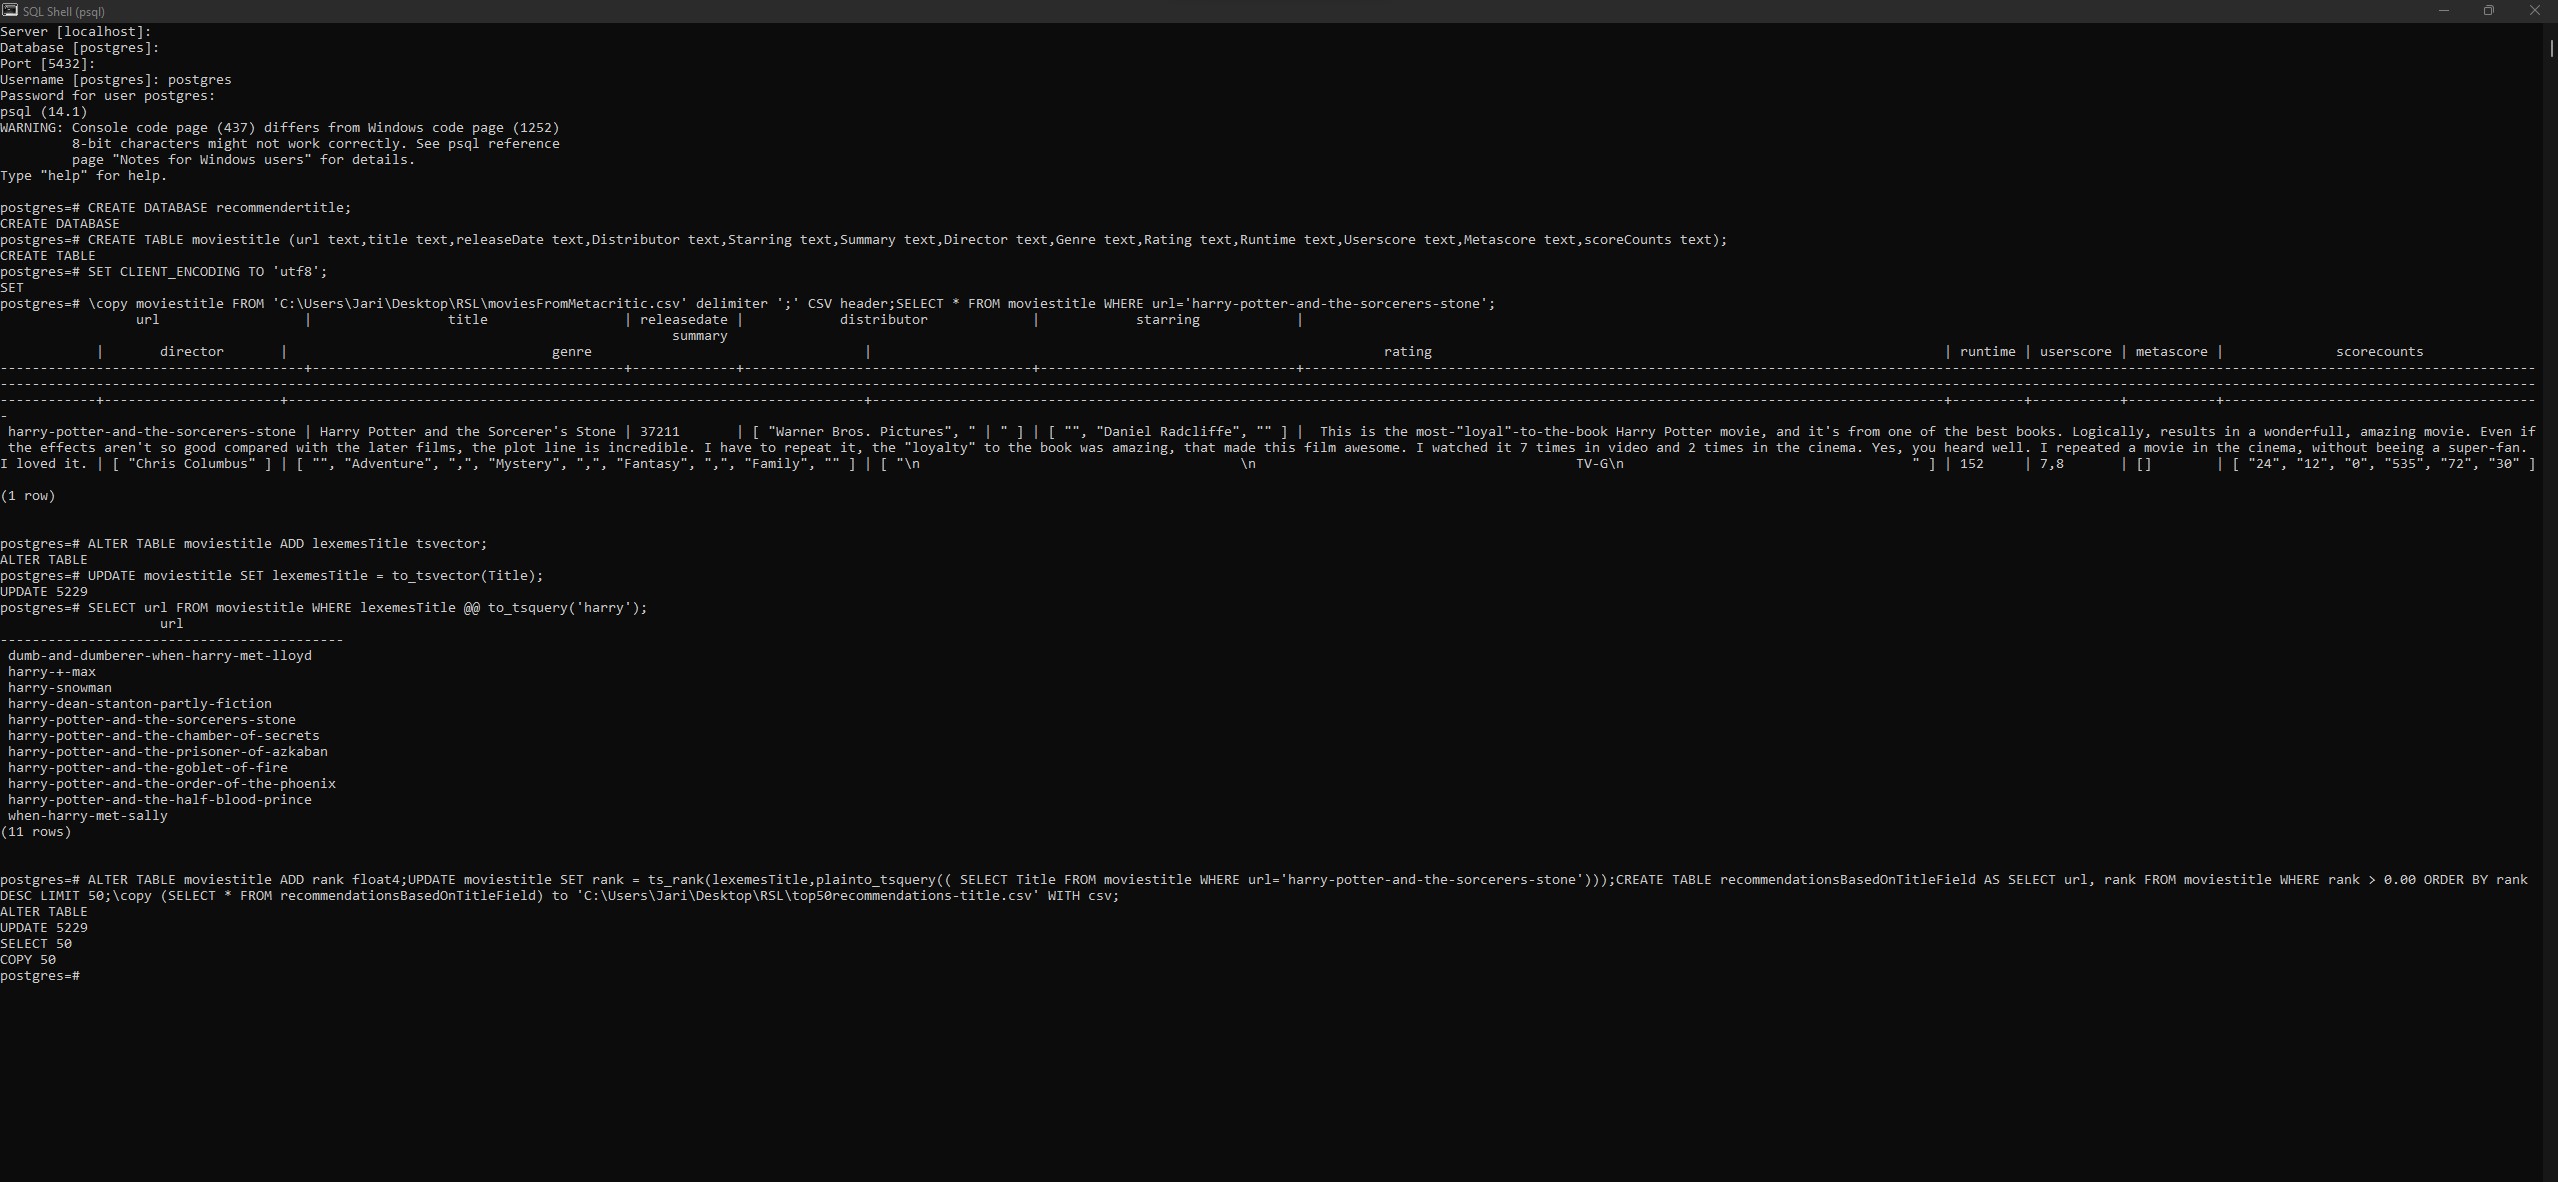 SQL Shell (psql)
Server [localhost]:
Database [postgres]:
Port [5432]:
Username [postgres]: postgres
Password for user postgres:
psql (14.1)
WARNING: Console code page (437) differs from Windows code page (1252)
         8-bit characters might not work correctly. See psql reference
         page "Notes for Windows users" for details.
Type "help" for help.

postgres=# CREATE DATABASE recommendertitle;
CREATE DATABASE
postgres=# CREATE TABLE moviestitle (url text,title text,releaseDate text,Distributor text,Starring text,Summary text,Director text,Genre text,Rating text,Runtime text,Userscore text,Metascore text,scoreCounts text);
CREATE TABLE
postgres=# SET CLIENT_ENCODING TO 'utf8';
SET
postgres=# \copy moviestitle FROM 'C:\Users\Jari\Desktop\RSL\moviesFromMetacritic.csv' delimiter ';' CSV header;SELECT * FROM moviestitle WHERE url='harry-potter-and-the-sorcerers-stone';
url | title | releasedate | distributor | starring |
summary
| director | genre | rating | runtime | userscore | metascore | scorecounts
harry-potter-and-the-sorcerers-stone | Harry Potter and the Sorcerer's Stone | 37211 | [ "Warner Bros. Pictures", " | " ] | [ "", "Daniel Radcliffe", "" ] | This is the most-"loyal"-to-the-book Harry Potter movie, and it's from one of the best books. Logically, results in a wonderfull, amazing movie. Even if
the effects aren't so good compared with the later films, the plot line is incredible. I have to repeat it, the "loyalty" to the book was amazing, that made this film awesome. I watched it 7 times in video and 2 times in the cinema. Yes, you heard well. I repeated a movie in the cinema, without beeing a super-fan.
I loved it. | [ "Chris Columbus" ] | [ "", "Adventure", ",", "Mystery", ",", "Fantasy", ",", "Family", "" ] | [ "\n \n TV-G\n " ] | 152 | 7,8 | [] | [ "24", "12", "0", "535", "72", "30" ]
(1 row)

postgres=# ALTER TABLE moviestitle ADD lexemesTitle tsvector;
ALTER TABLE
postgres=# UPDATE moviestitle SET lexemesTitle = to_tsvector(Title);
UPDATE 5229
postgres=# SELECT url FROM moviestitle WHERE lexemesTitle @@ to_tsquery('harry');
url
-------------------------------------------
dumb-and-dumberer-when-harry-met-lloyd
harry-+-max
harry-snowman
harry-dean-stanton-partly-fiction
harry-potter-and-the-sorcerers-stone
harry-potter-and-the-chamber-of-secrets
harry-potter-and-the-prisoner-of-azkaban
harry-potter-and-the-goblet-of-fire
harry-potter-and-the-order-of-the-phoenix
harry-potter-and-the-half-blood-prince
when-harry-met-sally
(11 rows)

postgres=# ALTER TABLE moviestitle ADD rank float4;UPDATE moviestitle SET rank = ts_rank(lexemesTitle,plainto_tsquery(( SELECT Title FROM moviestitle WHERE url='harry-potter-and-the-sorcerers-stone')));CREATE TABLE recommendationsBasedOnTitleField AS SELECT url, rank FROM moviestitle WHERE rank > 0.00 ORDER BY rank
DESC LIMIT 50;\copy (SELECT * FROM recommendationsBasedOnTitleField) to 'C:\Users\Jari\Desktop\RSL\top50recommendations-title.csv' WITH csv;
ALTER TABLE
UPDATE 5229
SELECT 50
COPY 50
postgres=#